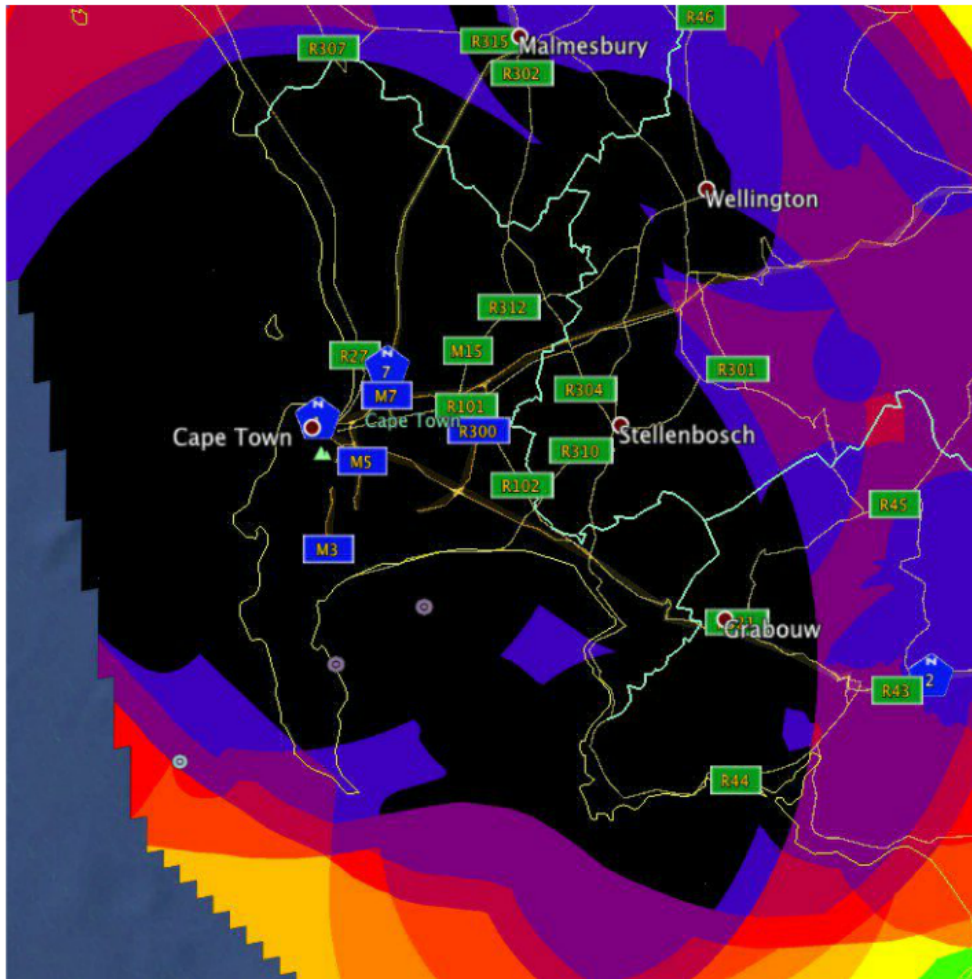 R46
R315
Malmesbury
R307
R302
Wellington
R312
M15
R27
N
7
M7
R304
R301
R101
N
Cape Town
Cape Town
R300
Stellenbosch
R310
M5
R102
R45
M3
Grabouw
N
2
R43
R44